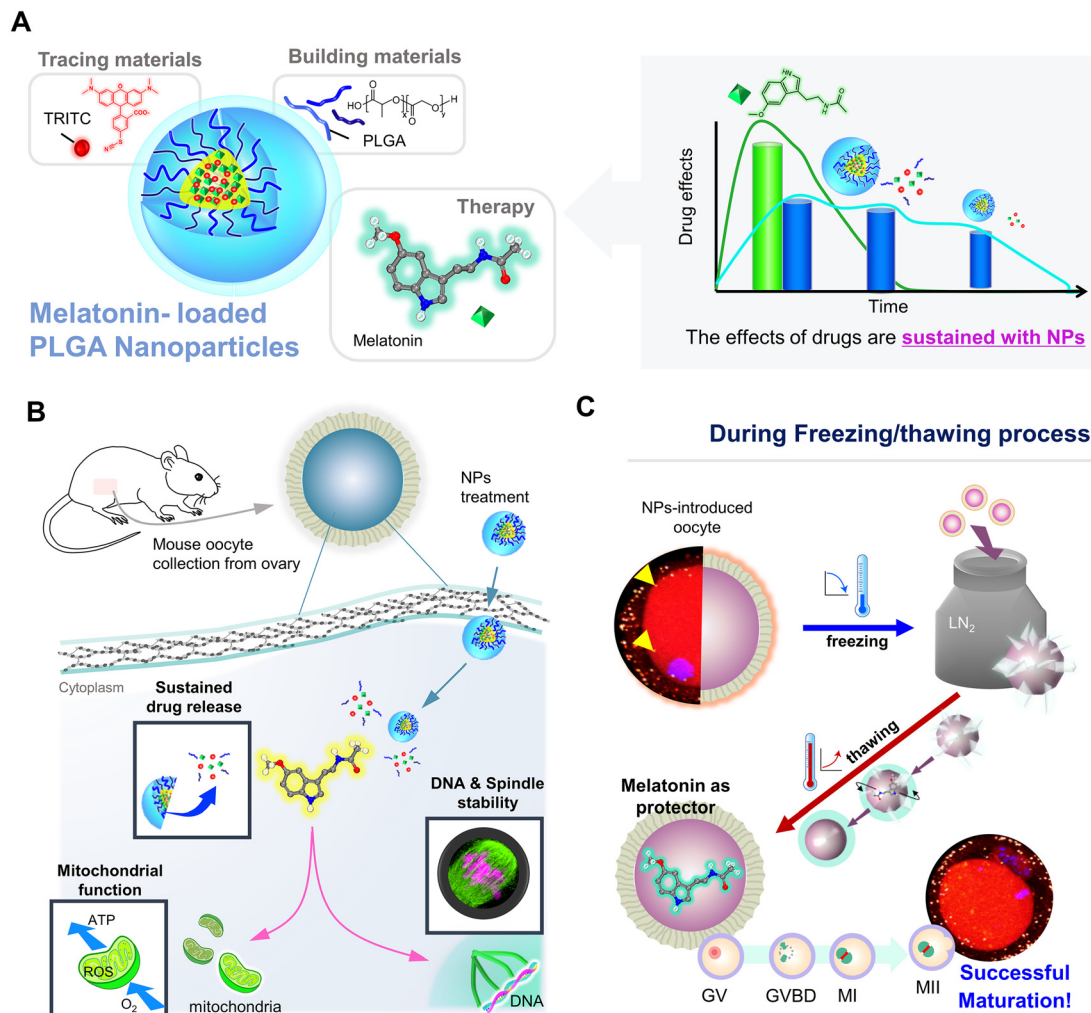 A
Tracing materials
TRITC
Building materials
PLGA
Therapy
Melatonin
Melatonin- loaded
PLGA Nanoparticles
Drug effects
Time
The effects of drugs are sustained with NPs
B
Mouse oocyte
collection from ovary
NPs
treatment
Cytoplasm
Sustained
drug release
DNA & Spindle
stability
Mitochondrial
function
ATP
ROS
O2
mitochondria
DNA
C
During Freezing/thawing process
NPs-introduced
oocyte
freezing
LN2
thawing
Melatonin as
protector
GV
GVBD
MI
MII
Successful
Maturation!